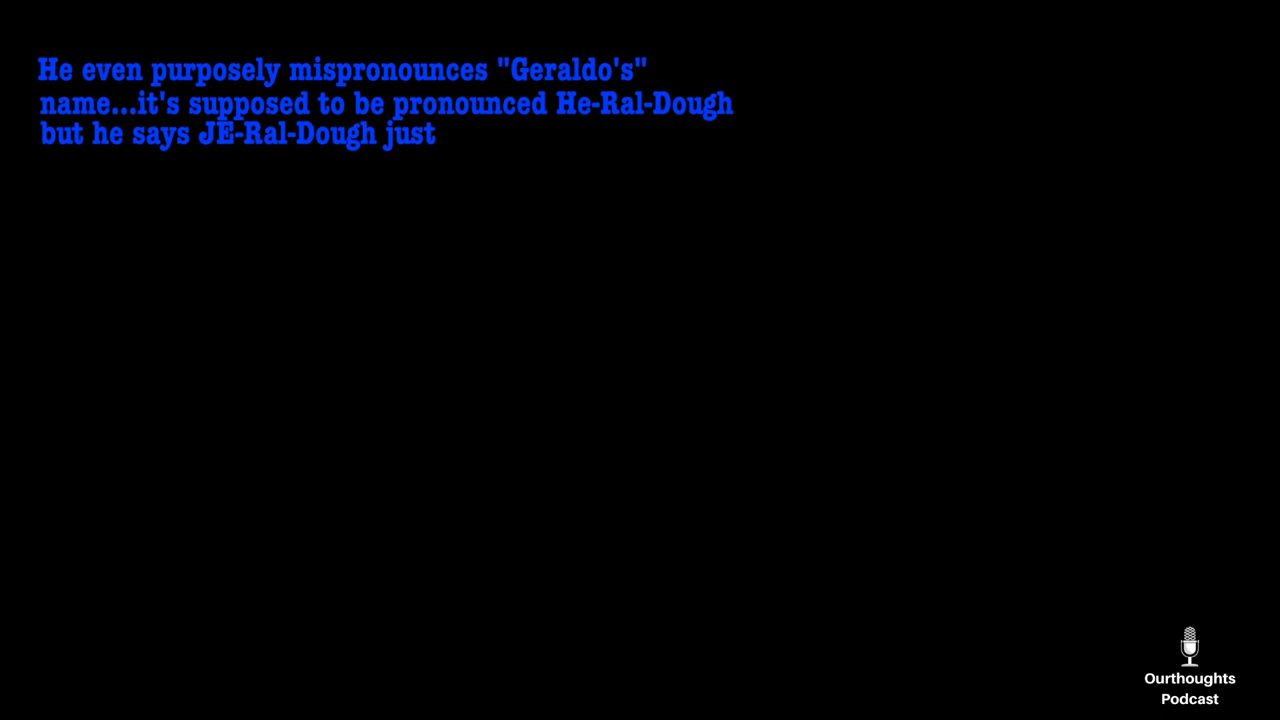 He even purposely mispronounces "Geraldo's"
name...it's supposed to be pronounced He-Ral-Dough
but he says JE-Ral-Dough just
Ourthoughts
Podcast